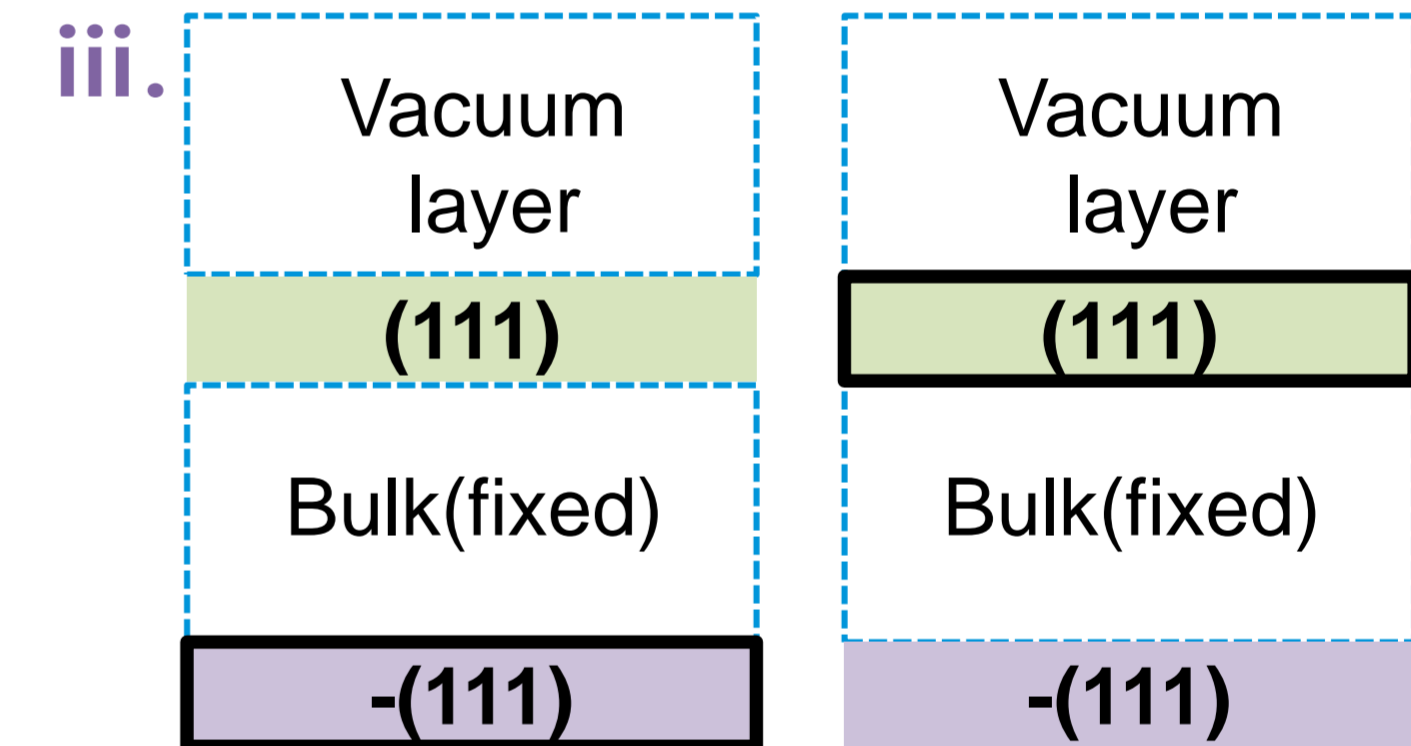 iii.
Vacuum
layer
(111)
Bulk(fixed)
-(111)
Vacuum
layer
(111)
Bulk(fixed)
-(111)